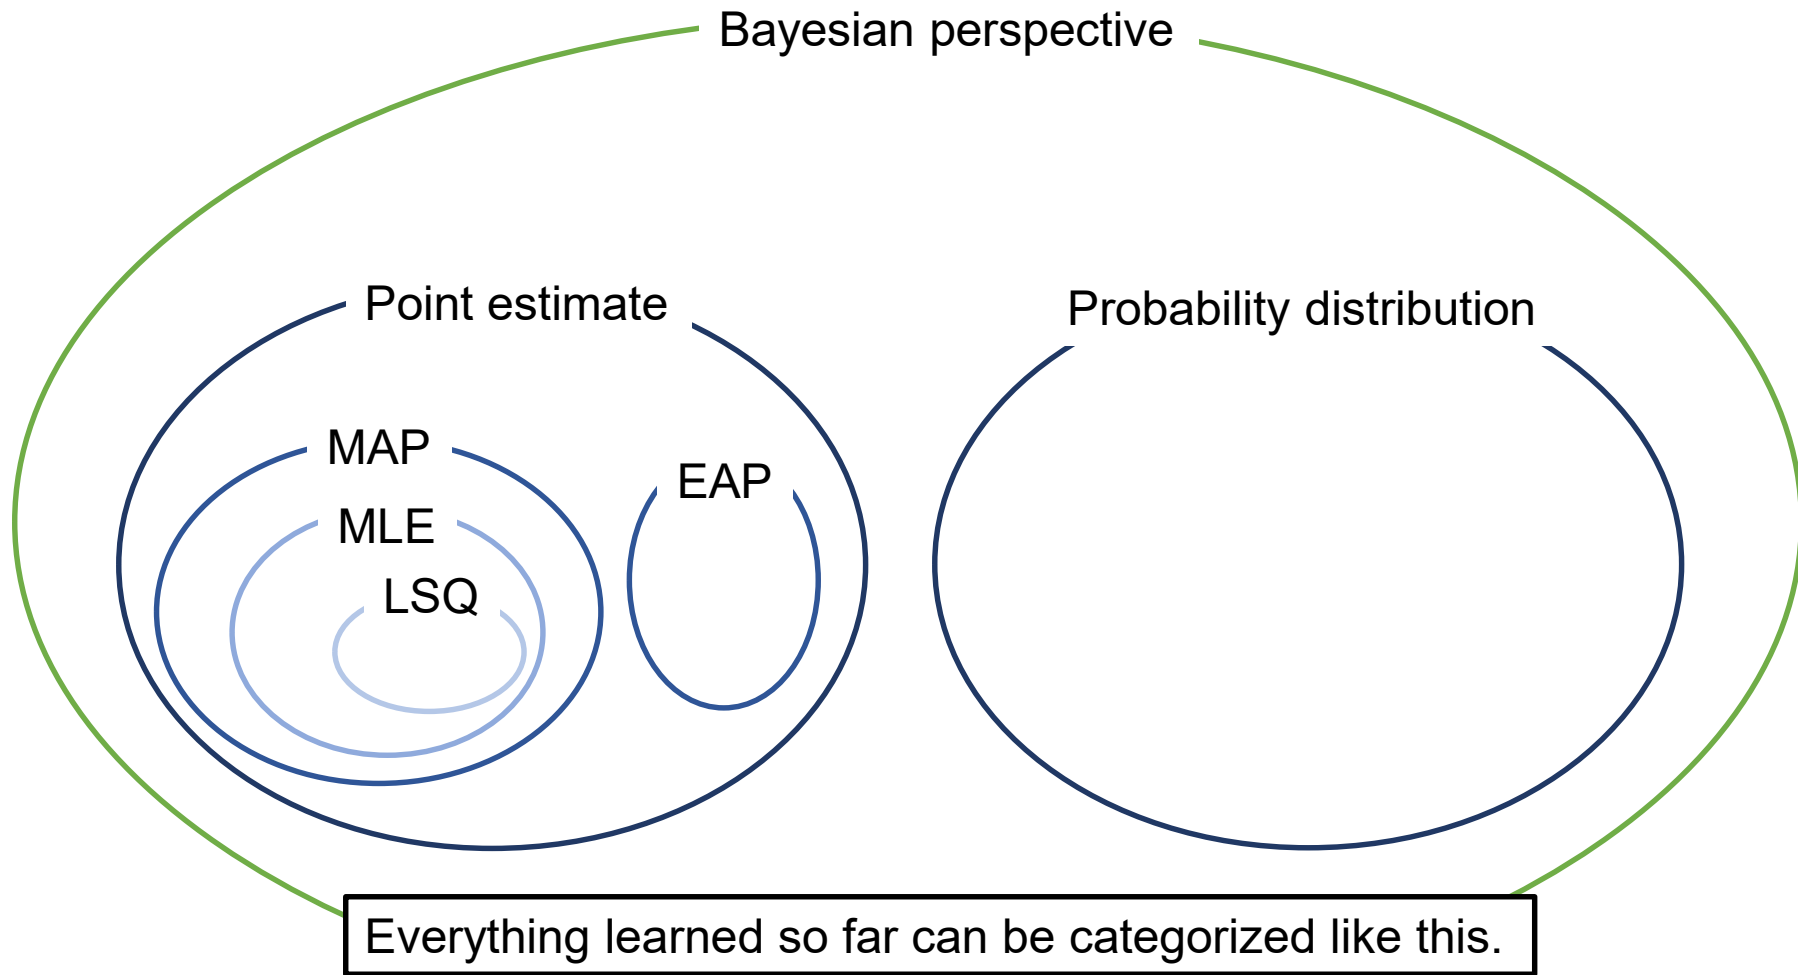 Bayesian perspective
Point estimate
Probability distribution
MAP
EAP
MLE
LSQ
Everything learned so far can be categorized like this.